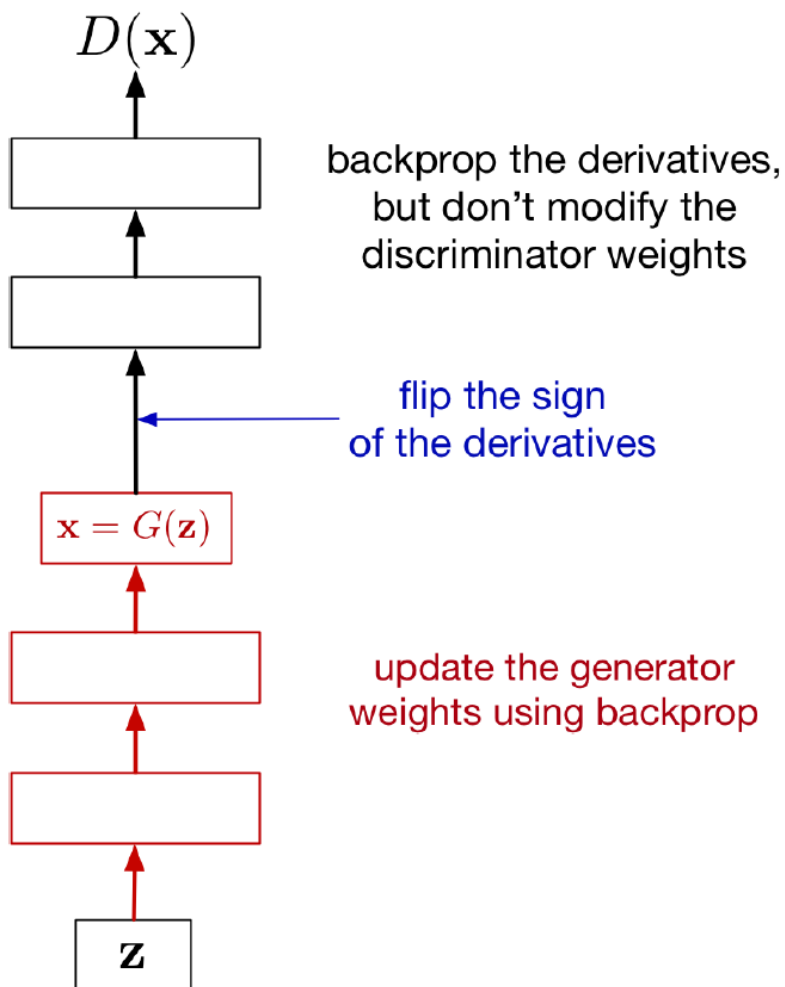 D(x)
backprop the derivatives,
but don't modify the
discriminator weights
flip the sign
of the derivatives
x = G(z)
update the generator
weights using backprop
z